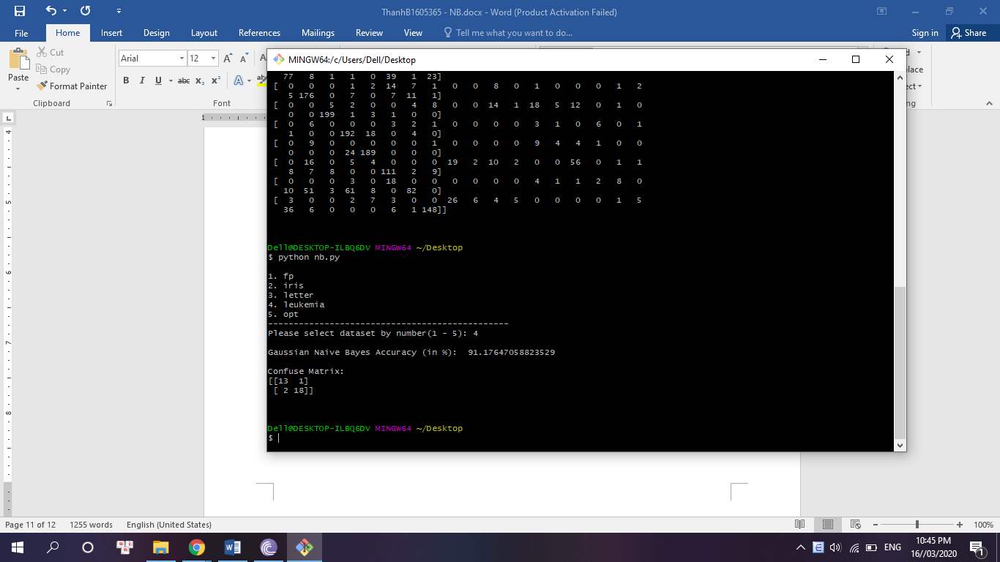 ThanhB1605365 - NB.docx - Word (Product Activation Failed)
File Home Insert Design Layout References Mailings Review View Tell me what you want to do... Sign in Share
Paste
Cut
Copy
Format Painter
Clipboard
Arial 12
B I U abc x₂ x²
Font
MINGW64:/c/Users/Dell/Desktop
77 8 1 1 0 39 1 23]
[ 0 0 0 1 2 14 7 1 0 0 8 0 1 0 0 0 1 2
5 176 0 7 0 7 11 1]
[ 0 0 5 2 0 0 4 8 0 0 14 1 18 5 12 0 1 0
0 0 199 1 3 1 0 0]
[ 0 6 0 0 0 3 2 1 0 0 0 0 3 1 0 6 0 1
1 0 0 192 18 0 4 0]
[ 0 9 0 0 0 0 0 1 0 0 0 0 9 4 4 1 0 0
0 0 0 24 189 0 0 0]
[ 0 16 0 5 4 0 0 0 19 2 10 2 0 0 56 0 1 1
8 7 8 0 0 111 2 9]
[ 0 0 0 3 0 18 0 0 0 0 0 0 4 1 1 2 8 0
10 51 3 61 8 0 82 0]
[ 3 0 0 2 7 3 0 0 26 6 4 5 0 0 0 0 1 5
36 6 0 0 0 6 1 148]]
Dell@DESKTOP-ILBQ6DV MINGW64 ~/Desktop
$ python nb.py
1. fp
2. iris
3. letter
4. leukemia
5. opt
-----------------------------------------------
Please select dataset by number(1 - 5): 4
Gaussian Naive Bayes Accuracy (in %):  91.17647058823529
Confuse Matrix:
[[13  1]
[ 2 18]]
Dell@DESKTOP-ILBQ6DV MINGW64 ~/Desktop
$
Page 11 of 12 1255 words English (United States) 100%
ENG 10:45 PM
16//03/2020